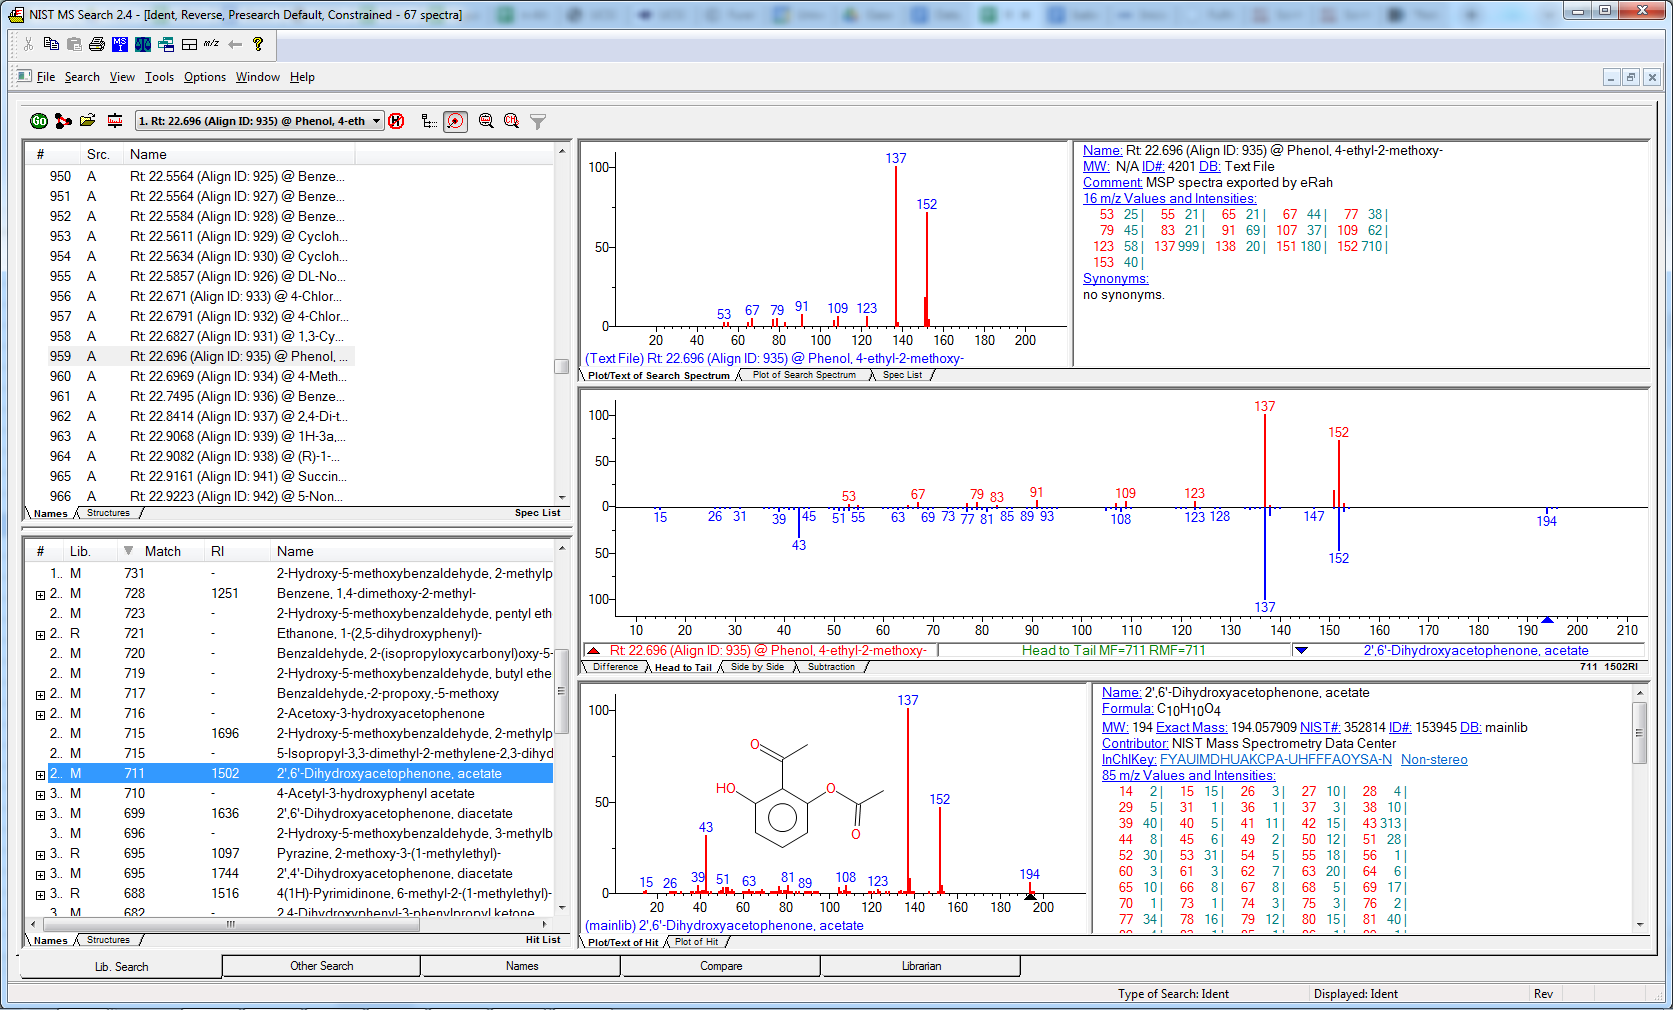 NIST MS Search 2.4 - [Ident, Reverse, Presearch Default, Constrained - 67 spectra]
File Search View Tools Options Window Help
1. Rt: 22.696 (Align ID: 935) @ Phenol, 4-eth
# Src. Name
950 A Rt: 22.5564 (Align ID: 925) @ Benze...
951 A Rt: 22.5564 (Align ID: 927) @ Benze...
952 A Rt: 22.5584 (Align ID: 928) @ Benze...
953 A Rt: 22.5611 (Align ID: 929) @ Cycloh...
954 A Rt: 22.5634 (Align ID: 930) @ Cycloh...
955 A Rt: 22.5857 (Align ID: 926) @ DL-No...
956 A Rt: 22.671 (Align ID: 933) @ 4-Chlor...
957 A Rt: 22.6791 (Align ID: 932) @ 4-Chlor...
958 A Rt: 22.6827 (Align ID: 931) @ 1,3-Cy...
959 A Rt: 22.696 (Align ID: 935) @ Phenol, ...
960 A Rt: 22.6969 (Align ID: 934) @ 4-Meth...
961 A Rt: 22.7495 (Align ID: 936) @ Benze...
962 A Rt: 22.8414 (Align ID: 937) @ 2,4-Di-t...
963 A Rt: 22.9068 (Align ID: 939) @ 1H-3a,...
964 A Rt: 22.9082 (Align ID: 938) @ (R)-1-...
965 A Rt: 22.9161 (Align ID: 941) @ Succin...
966 A Rt: 22.9223 (Align ID: 942) @ 5-Non...
Names Structures Spec List
137
100
152
50
53 67 79 91 109 123
0
20 40 60 80 100 120 140 160 180 200
(Text File) Rt: 22.696 (Align ID: 935) @ Phenol, 4-ethyl-2-methoxy-
Plot/Text of Search Spectrum Plot of Search Spectrum Spec List
Name: Rt: 22.696 (Align ID: 935) @ Phenol, 4-ethyl-2-methoxy-
MW: N/A ID#: 4201 DB: Text File
Comment: MSP spectra exported by eRah
16 m/z Values and Intensities:
53 25 | 55 21 | 65 21 | 67 44 | 77 38 |
79 45 | 83 21 | 91 69 | 107 37 | 109 62 |
123 58 | 137 999 | 138 20 | 151 180 | 152 710 |
153 40 |
Synonyms:
no synonyms.
137
100
152
50
53 67 79 83 91 109 123
0
15 26 31 39 45 51 55 63 69 73 77 81 85 89 93 108 123 128 147 194
43
50
152
100
137
10 20 30 40 50 60 70 80 90 100 110 120 130 140 150 160 170 180 190 200 210
Rt: 22.696 (Align ID: 935) @ Phenol, 4-ethyl-2-methoxy- Head to Tail MF=711 RMF=711 2',6'-Dihydroxyacetophenone, acetate
Difference Head to Tail Side by Side Subtraction 711 1502RI
# Lib. Match RI Name
1.. M 731 - 2-Hydroxy-5-methoxybenzaldehyde, 2-methylp
2.. M 728 1251 Benzene, 1,4-dimethoxy-2-methyl-
2.. M 723 - 2-Hydroxy-5-methoxybenzaldehyde, pentyl eth
2.. R 721 - Ethanone, 1-(2,5-dihydroxyphenyl)-
2.. M 720 - Benzaldehyde, 2-(isopropyloxycarbonyl)oxy-5-
2.. M 719 - 2-Hydroxy-5-methoxybenzaldehyde, butyl ethe
2.. M 717 - Benzaldehyde,-2-propoxy,-5-methoxy
2.. M 716 - 2-Acetoxy-3-hydroxyacetophenone
2.. M 715 1696 2-Hydroxy-5-methoxybenzaldehyde, 2-methylp
2.. M 715 - 5-Isopropyl-3,3-dimethyl-2-methylene-2,3-dihyd
2.. M 711 1502 2',6'-Dihydroxyacetophenone, acetate
3.. M 710 - 4-Acetyl-3-hydroxyphenyl acetate
3.. M 699 1636 2',6'-Dihydroxyacetophenone, diacetate
3.. M 696 - 2-Hydroxy-5-methoxybenzaldehyde, 3-methylb
3.. R 695 1097 Pyrazine, 2-methoxy-3-(1-methylethyl)-
3.. M 695 1744 2',4'-Dihydroxyacetophenone, diacetate
3.. R 688 1516 4(1H)-Pyrimidinone, 6-methyl-2-(1-methylethyl)-
3.. M 682 - 2,4-Dihydroxyphenyl-3-phenylpropyl ketone
Names Structures Hit List
137
100
152
50
43
15 26 39 51 63 81 89 108 123 194
0
20 40 60 80 100 120 140 160 180 200
O
HO O
O
(mainlib) 2',6'-Dihydroxyacetophenone, acetate
Plot/Text of Hit Plot of Hit
Name: 2',6'-Dihydroxyacetophenone, acetate
Formula: C10H10O4
MW: 194 Exact Mass: 194.057909 NIST#: 352814 ID#: 153945 DB: mainlib
Contributor: NIST Mass Spectrometry Data Center
InChIKey: FYAUIMDHUAKCPA-UHFFFAOYSA-N Non-stereo
85 m/z Values and Intensities:
14 2 | 15 15 | 26 3 | 27 10 | 28 4 |
29 5 | 31 1 | 36 1 | 37 3 | 38 10 |
39 40 | 40 5 | 41 11 | 42 15 | 43 313 |
44 8 | 45 6 | 49 2 | 50 12 | 51 28 |
52 30 | 53 31 | 54 5 | 55 18 | 56 1 |
60 3 | 61 3 | 62 7 | 63 20 | 64 6 |
65 10 | 66 8 | 67 8 | 68 5 | 69 17 |
70 1 | 73 1 | 74 3 | 75 3 | 76 2 |
77 34 | 78 16 | 79 12 | 80 15 | 81 40 |
Lib. Search Other Search Names Compare Librarian
Type of Search: Ident Displayed: Ident Rev